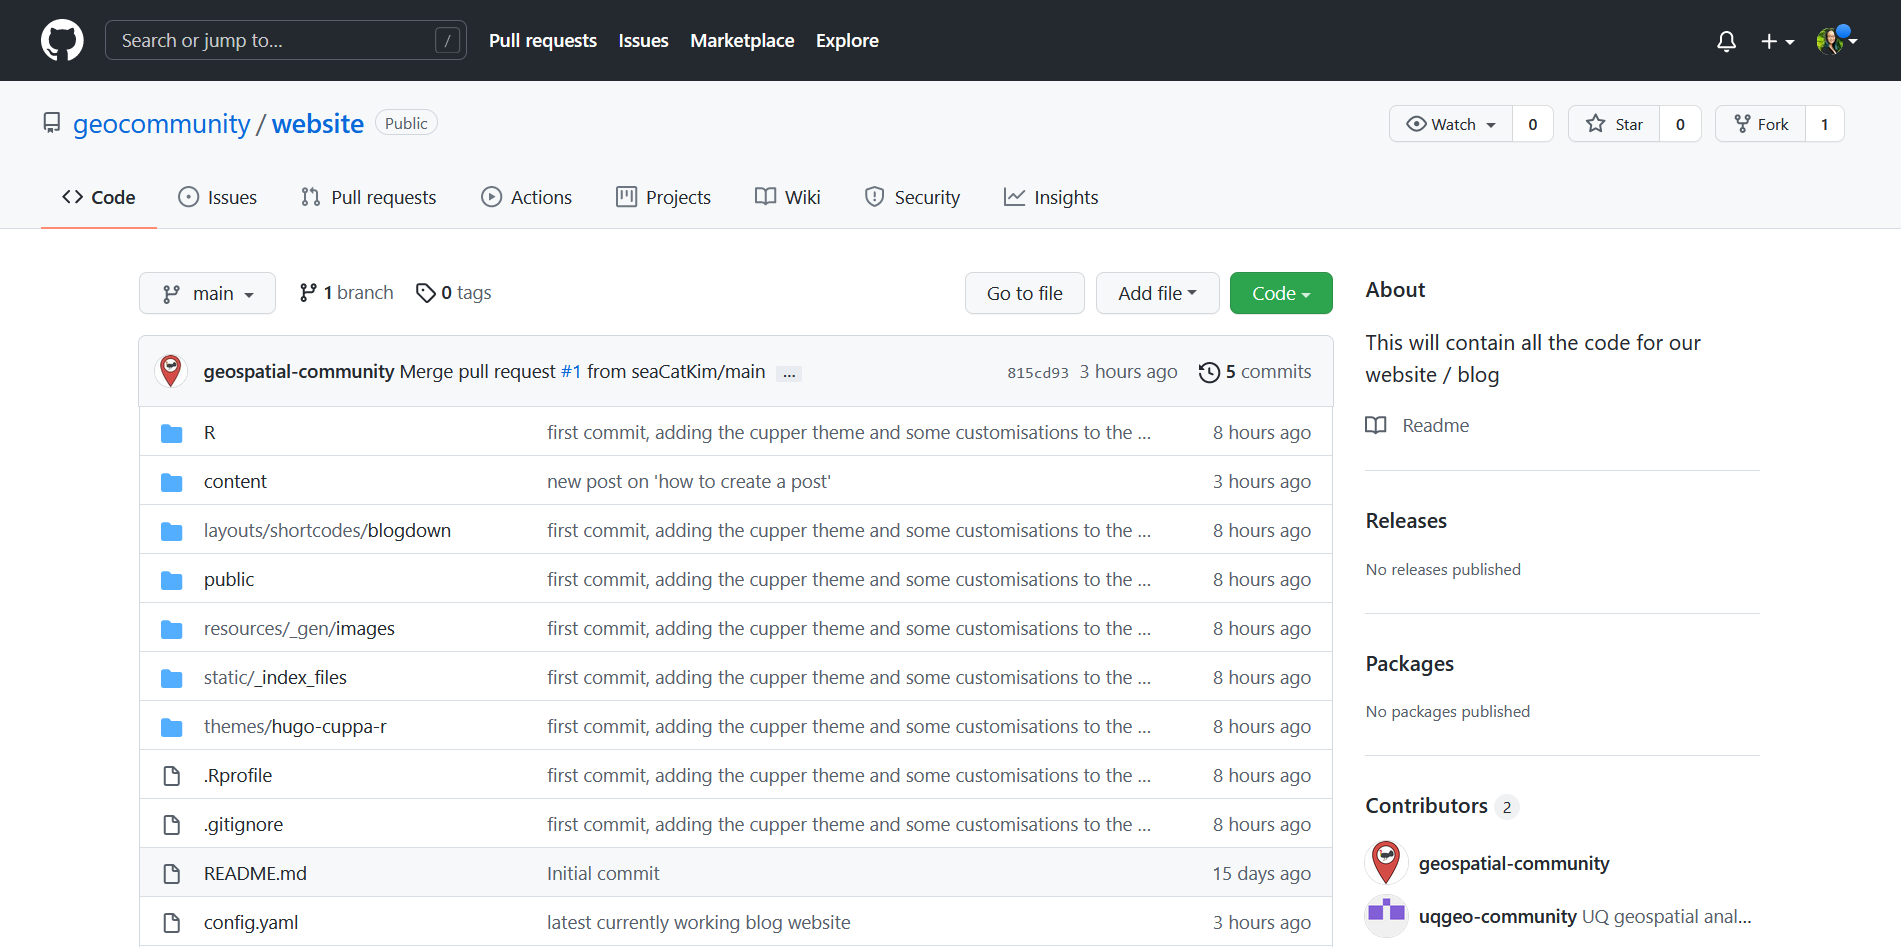 Search or jump to... /
Pull requests Issues Marketplace Explore
geocommunity / website Public
Watch 0 Star 0 Fork 1
Code Issues Pull requests Actions Projects Wiki Security Insights
main 1 branch 0 tags Go to file Add file Code
geospatial-community Merge pull request #1 from seaCatKim/main ... 815cd93 3 hours ago 5 commits
R first commit, adding the cupper theme and some customisations to the ... 8 hours ago
content new post on 'how to create a post' 3 hours ago
layouts/shortcodes/blogdown first commit, adding the cupper theme and some customisations to the ... 8 hours ago
public first commit, adding the cupper theme and some customisations to the ... 8 hours ago
resources/_gen/images first commit, adding the cupper theme and some customisations to the ... 8 hours ago
static/_index_files first commit, adding the cupper theme and some customisations to the ... 8 hours ago
themes/hugo-cuppa-r first commit, adding the cupper theme and some customisations to the ... 8 hours ago
.Rprofile first commit, adding the cupper theme and some customisations to the ... 8 hours ago
.gitignore first commit, adding the cupper theme and some customisations to the ... 8 hours ago
README.md Initial commit 15 days ago
config.yaml latest currently working blog website 3 hours ago
About
This will contain all the code for our
website / blog
Readme
Releases
No releases published
Packages
No packages published
Contributors 2
geospatial-community
uqgeo-community UQ geospatial anal...